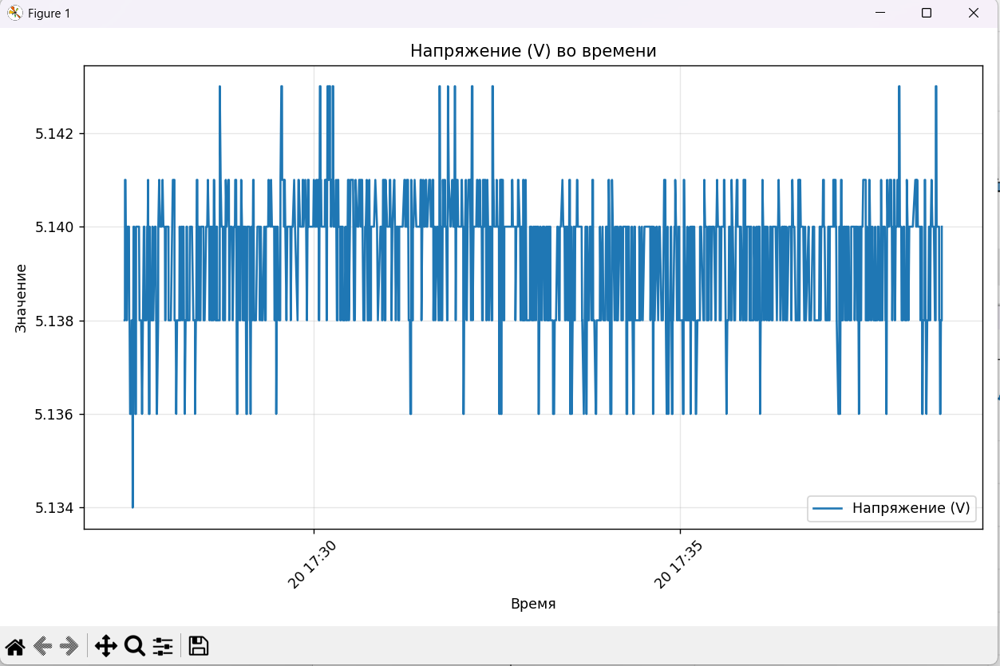 Figure 1
Напряжение (V) во времени
5.142
5.140
5.138
5.136
5.134
Значение
Напряжение (V)
20 17:30
20 17:35
Время